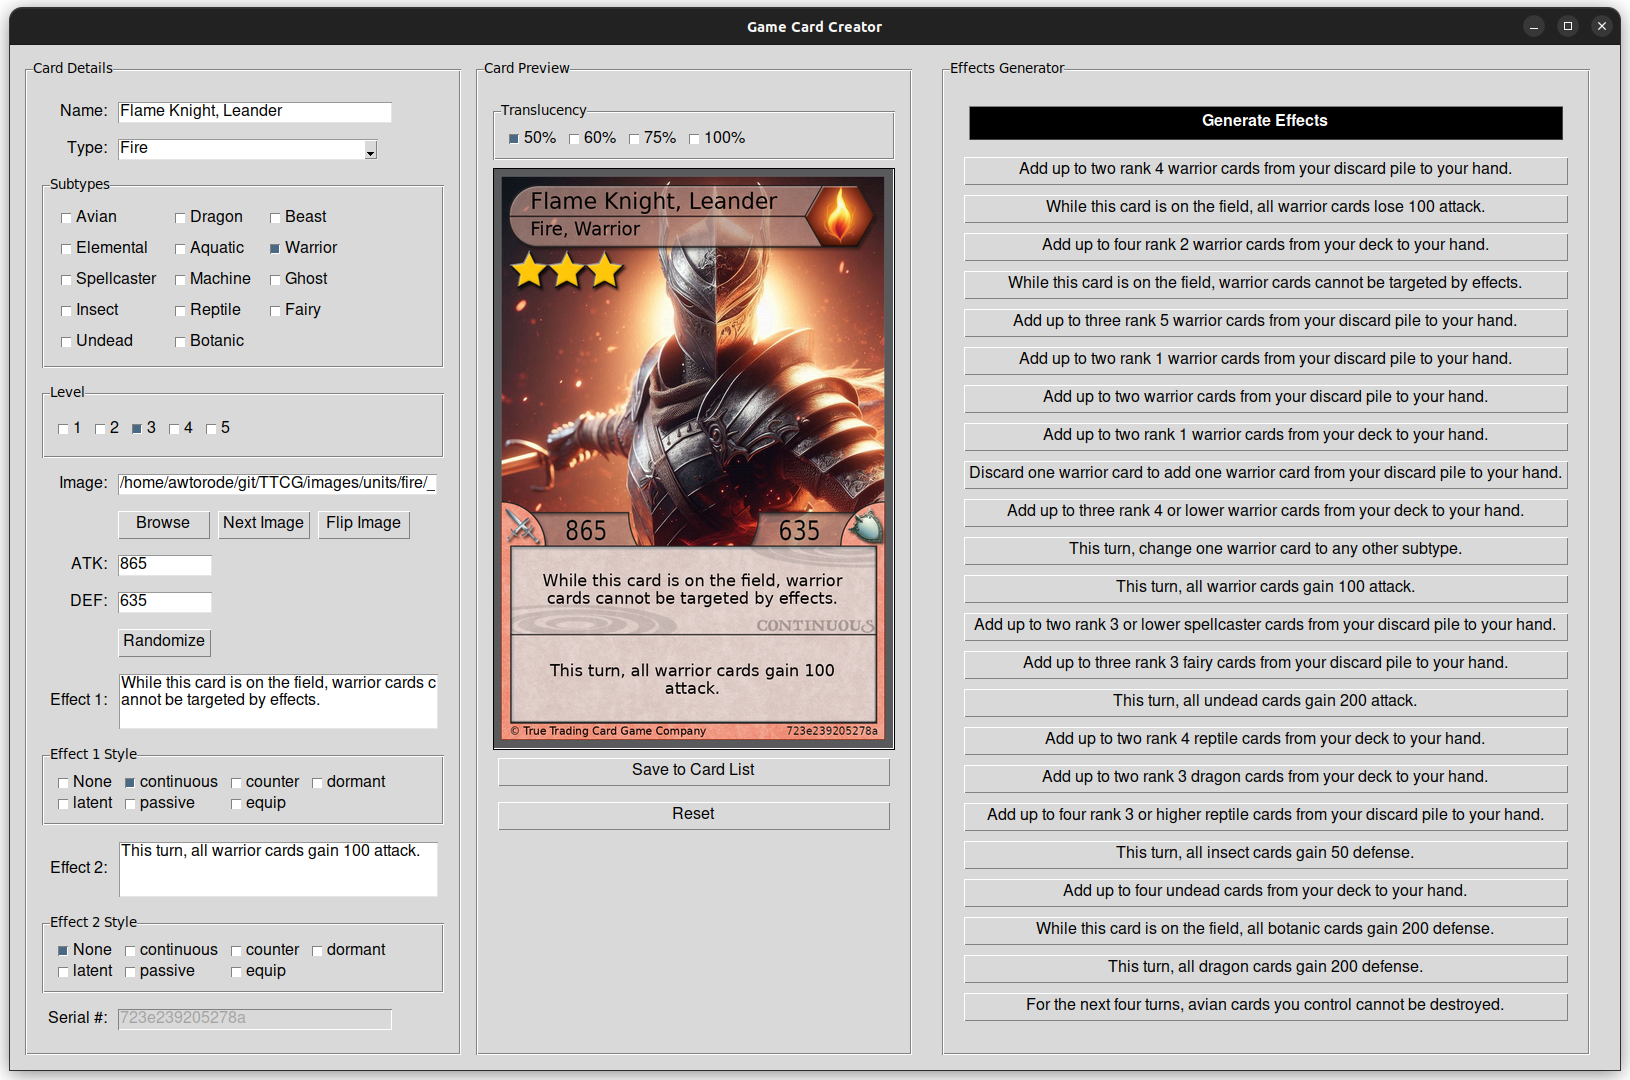 Game Card Creator
Card Details
Name: Flame Knight, Leander
Type: Fire
Subtypes
Avian Dragon Beast
Elemental Aquatic Warrior
Spellcaster Machine Ghost
Insect Reptile Fairy
Undead Botanic
Level
1 2 3 4 5
Image: /home/awtorode/git/TTCG/images/units/fire/_
Browse Next Image Flip Image
ATK: 865
DEF: 635
Randomize
Effect 1: While this card is on the field, warrior cards c
annot be targeted by effects.
Effect 1 Style
None continuous counter dormant
latent passive equip
Effect 2: This turn, all warrior cards gain 100 attack.
Effect 2 Style
None continuous counter dormant
latent passive equip
Serial #: 723e239205278a
Card Preview
Translucency
50% 60% 75% 100%
Flame Knight, Leander
Fire, Warrior
865 635
While this card is on the field, warrior
cards cannot be targeted by effects.
CONTINUOUS
This turn, all warrior cards gain 100
attack.
© True Trading Card Game Company 723e239205278a
Save to Card List
Reset
Effects Generator
Generate Effects
Add up to two rank 4 warrior cards from your discard pile to your hand.
While this card is on the field, all warrior cards lose 100 attack.
Add up to four rank 2 warrior cards from your deck to your hand.
While this card is on the field, warrior cards cannot be targeted by effects.
Add up to three rank 5 warrior cards from your discard pile to your hand.
Add up to two rank 1 warrior cards from your discard pile to your hand.
Add up to two warrior cards from your discard pile to your hand.
Add up to two rank 1 warrior cards from your deck to your hand.
Discard one warrior card to add one warrior card from your discard pile to your hand.
Add up to three rank 4 or lower warrior cards from your deck to your hand.
This turn, change one warrior card to any other subtype.
This turn, all warrior cards gain 100 attack.
Add up to two rank 3 or lower spellcaster cards from your discard pile to your hand.
Add up to three rank 3 fairy cards from your discard pile to your hand.
This turn, all undead cards gain 200 attack.
Add up to two rank 4 reptile cards from your deck to your hand.
Add up to two rank 3 dragon cards from your deck to your hand.
Add up to four rank 3 or higher reptile cards from your discard pile to your hand.
This turn, all insect cards gain 50 defense.
Add up to four undead cards from your deck to your hand.
While this card is on the field, all botanic cards gain 200 defense.
This turn, all dragon cards gain 200 defense.
For the next four turns, avian cards you control cannot be destroyed.